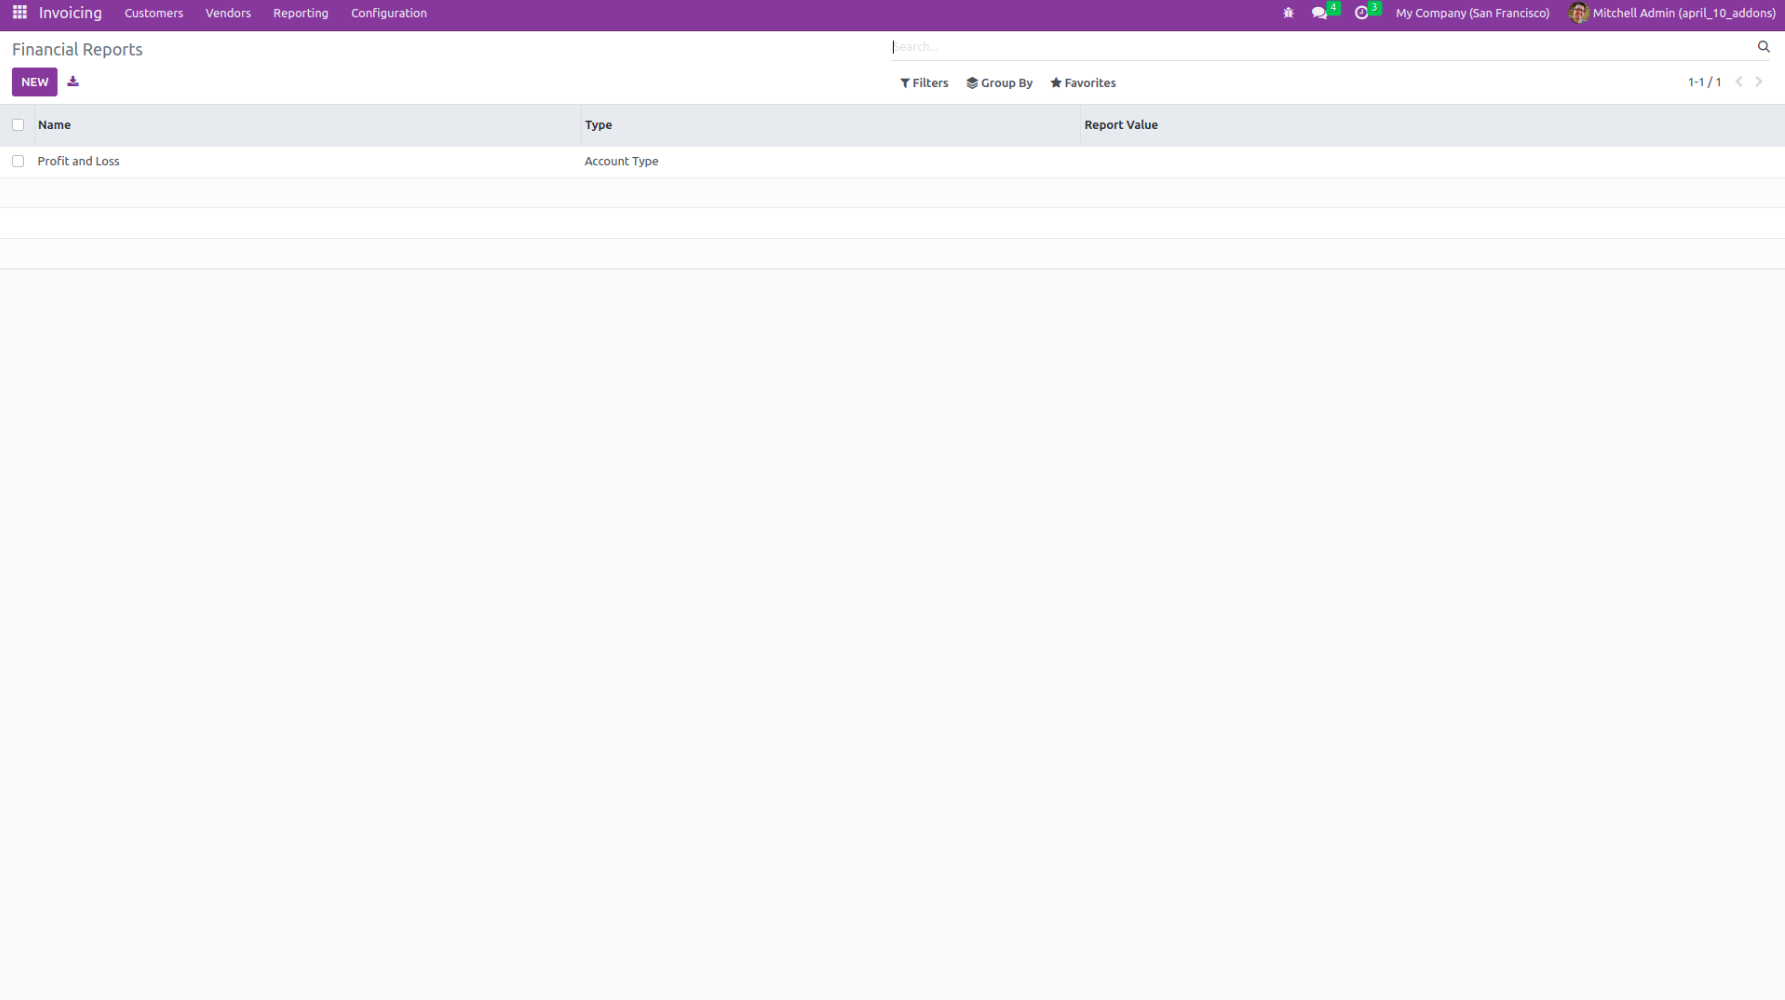 Invoicing Customers Vendors Reporting Configuration 4 3 My Company (San Francisco) Mitchell Admin (april_10_addons)
Financial Reports Search...
NEW Filters Group By Favorites 1-1 / 1
Name Type Report Value
Profit and Loss Account Type